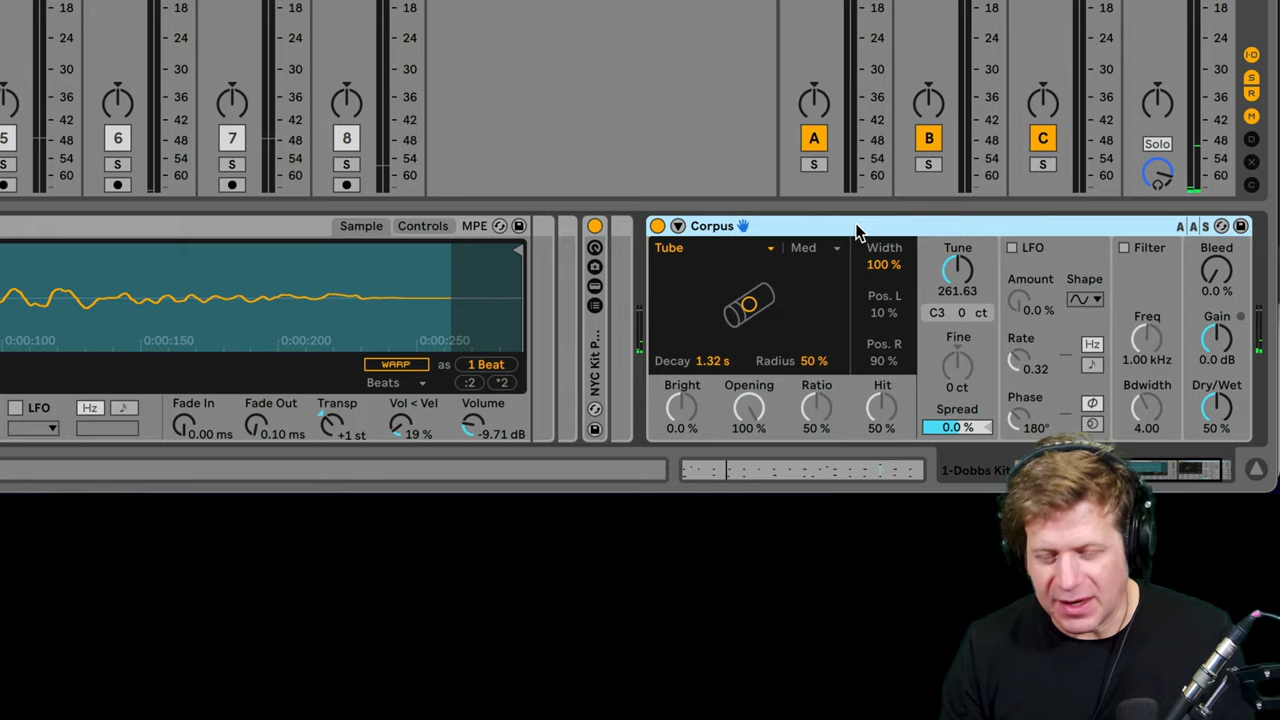 18 18 18 18 18 18 18 18
24 24 24 24 24 24 24 24
30 30 30 30 30 30 30 30
36 36 36 36 36 36 36 36
42 42 42 42 42 42 42 42
48 48 48 48 48 48 48 48
54 54 54 54 54 54 54 54
60 60 60 60 60 60 60 60
5 6 7 8 A B C Solo
S S S S S S S
I·O
S
R
M
D
X
C
Sample Controls MPE
0:00:100 0:00:150 0:00:200 0:00:250
WARP as 1 Beat
Beats :2 *2
LFO Hz
Fade In Fade Out Transp Vol < Vel Volume
0.00 ms 0.10 ms +1 st 19 % -9.71 dB
NYC Kit P...
Corpus A A S
Tube Med
Width
100 %
Pos. L
10 %
Pos. R
90 %
Decay 1.32 s Radius 50 %
Bright Opening Ratio Hit
0.0 % 100 % 50 % 50 %
Tune
261.63
C3 0 ct
Fine
0 ct
Spread
0.0 %
LFO
Amount Shape
0.0 %
Rate Hz
0.32
Phase
180°
Filter
Freq
1.00 kHz
Bdwidth
4.00
Bleed
0.0 %
Gain
0.0 dB
Dry/Wet
50 %
1-Dobbs Kit